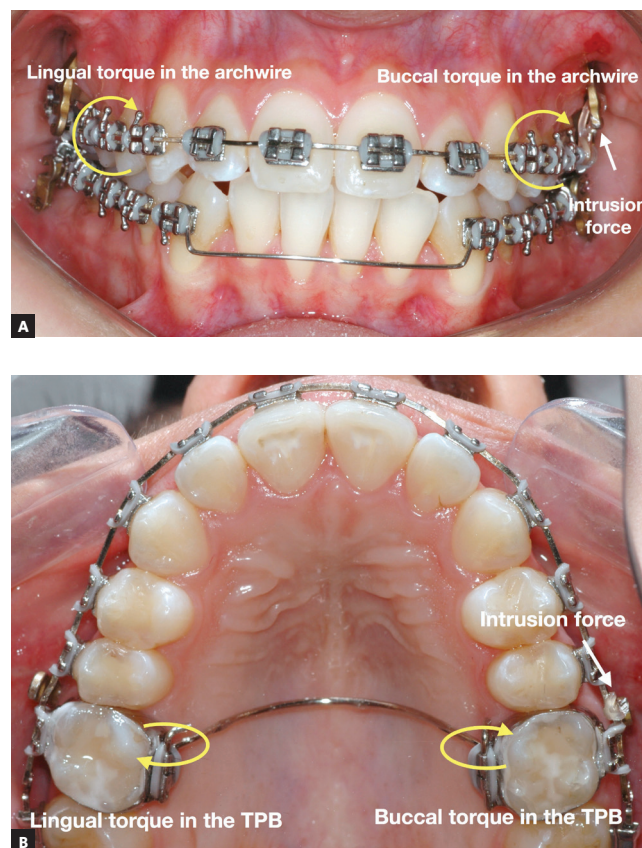 Lingual torque in the archwire
Buccal torque in the archwire
Intrusion
force
A
Intrusion force
Lingual torque in the TPB
Buccal torque in the TPB
B